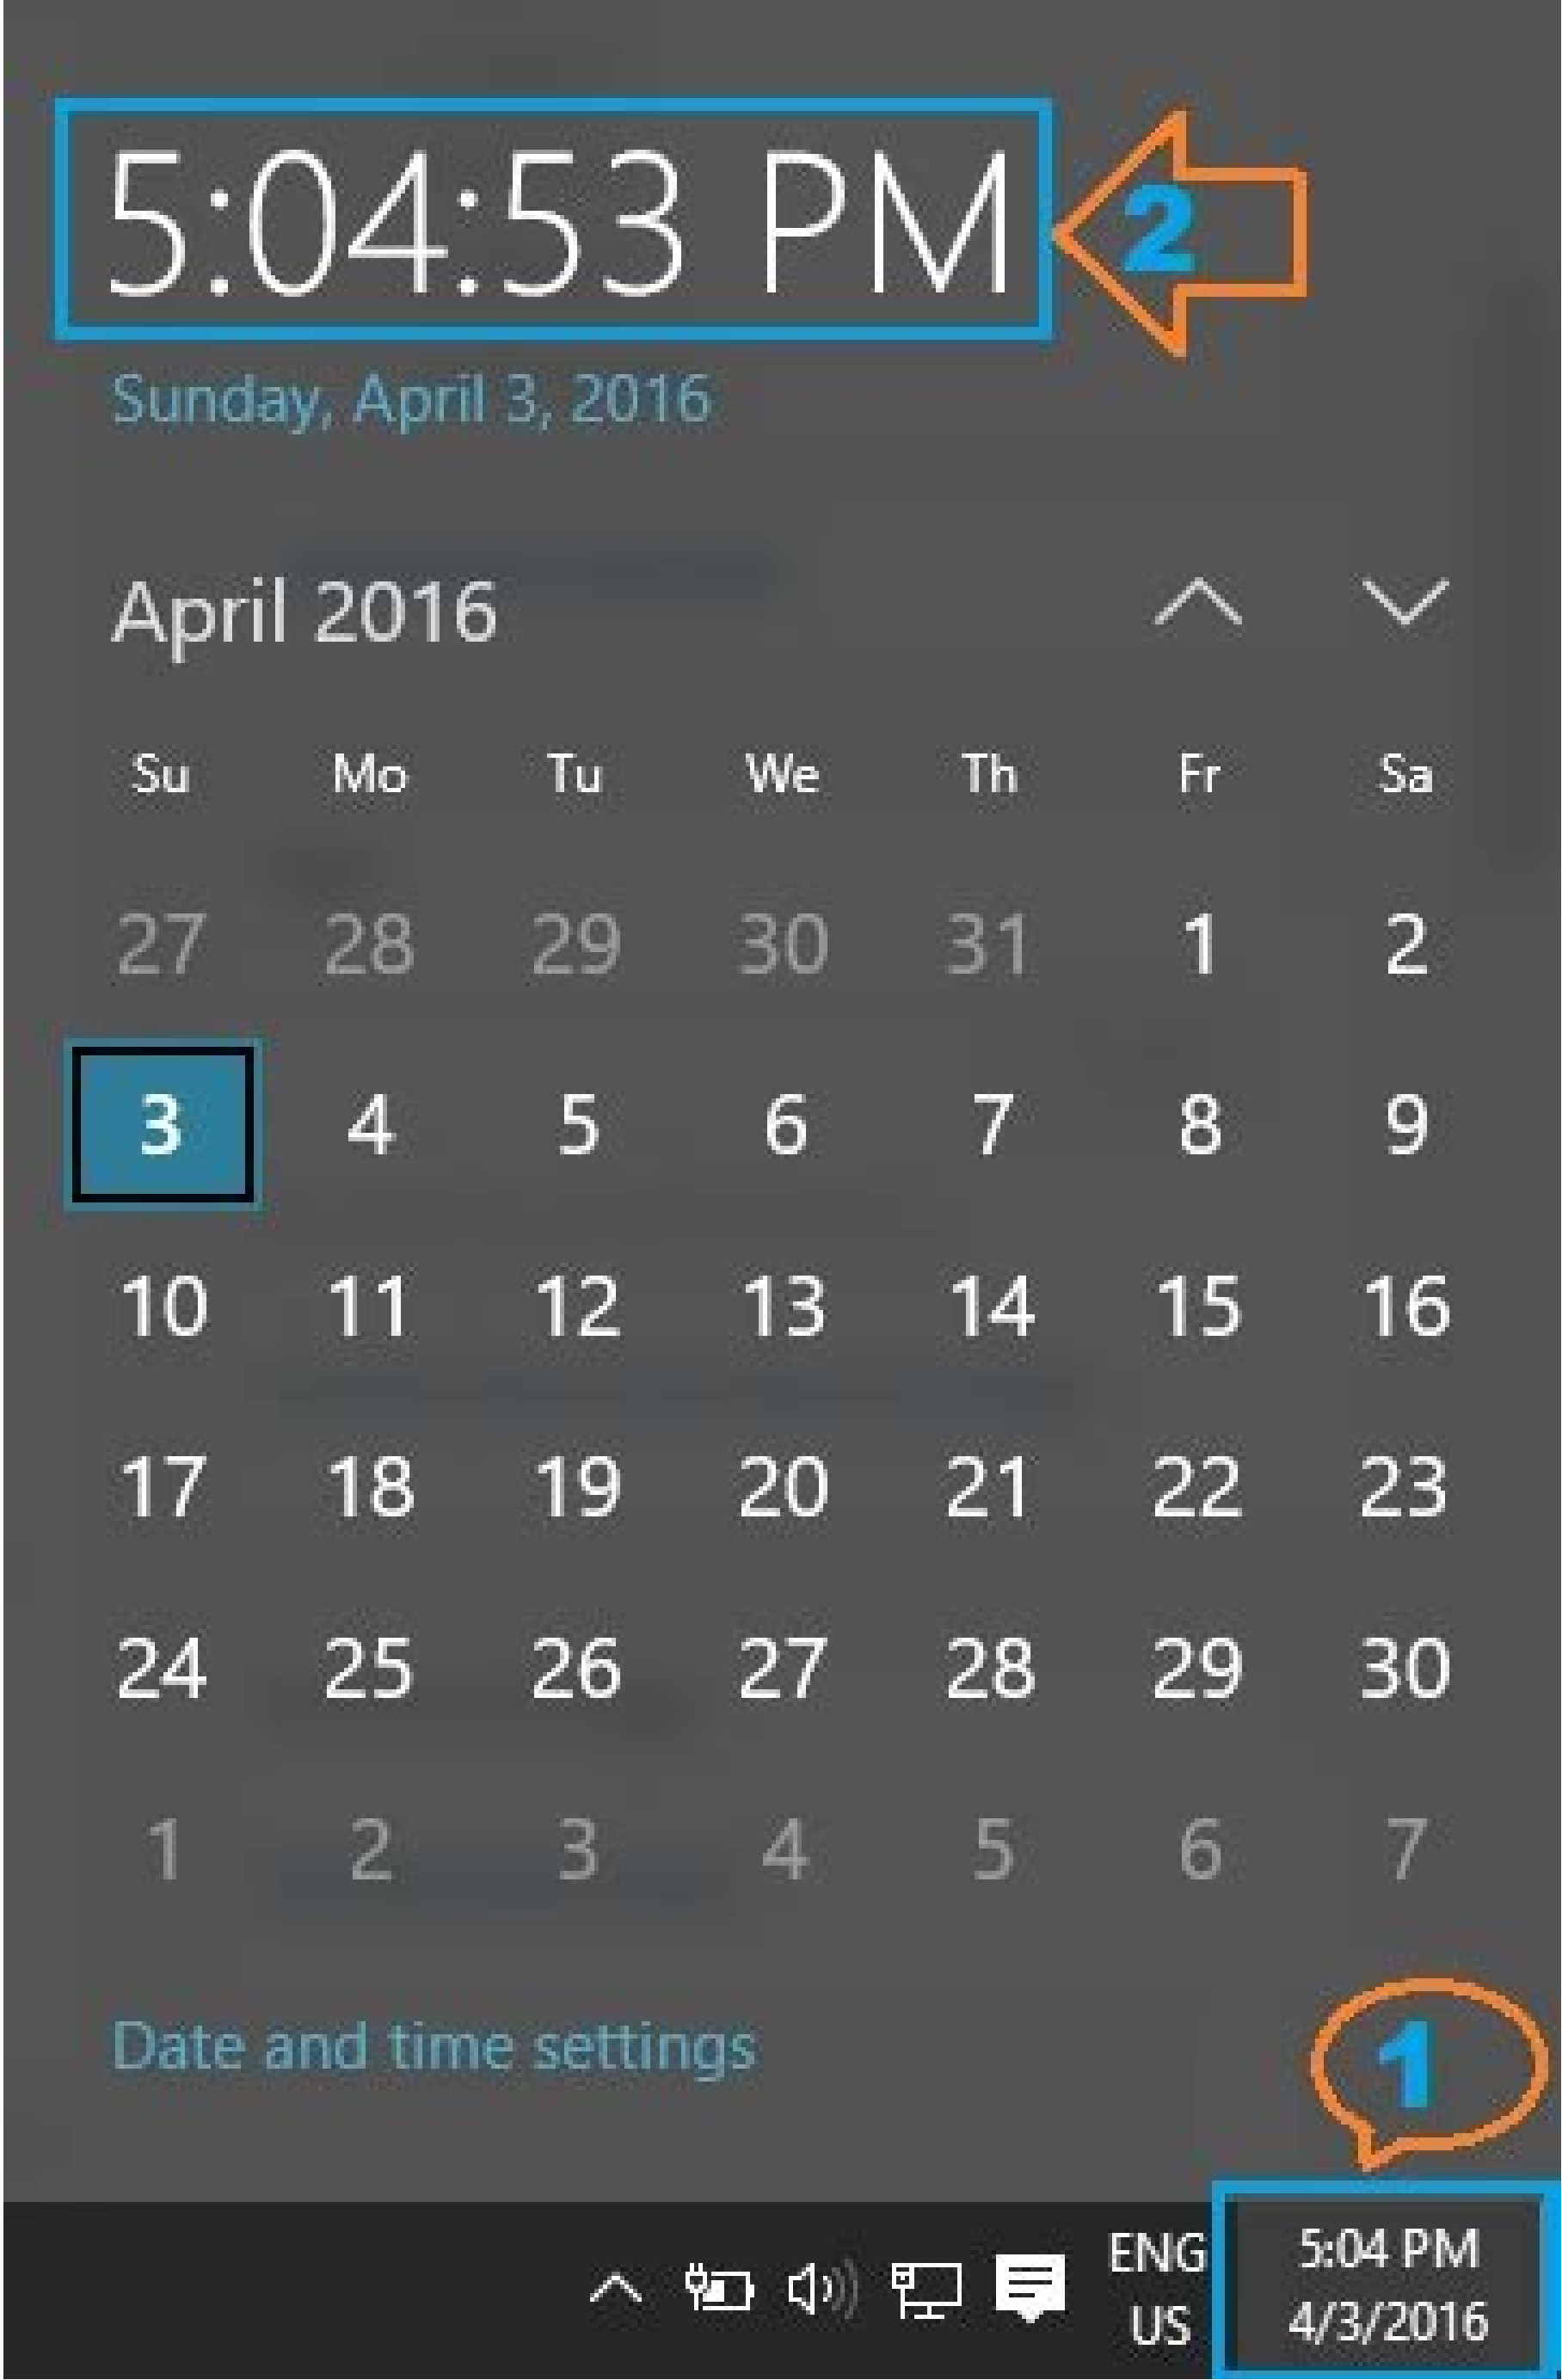 5:04:53 PM
2
Sunday, April 3, 2016
April 2016
Su Mo Tu We Th Fr Sa
27 28 29 30 31 1 2
3 4 5 6 7 8 9
10 11 12 13 14 15 16
17 18 19 20 21 22 23
24 25 26 27 28 29 30
1 2 3 4 5 6 7
Date and time settings
1
ENG
US
5:04 PM
4/3/2016